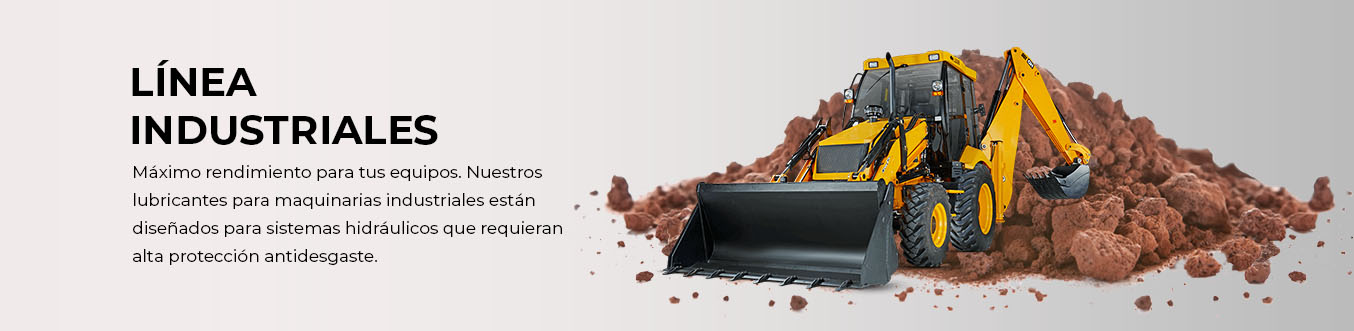 LÍNEA
INDUSTRIALES
Máximo rendimiento para tus equipos. Nuestros
lubricantes para maquinarias industriales están
diseñados para sistemas hidráulicos que requieran
alta protección antidesgaste.